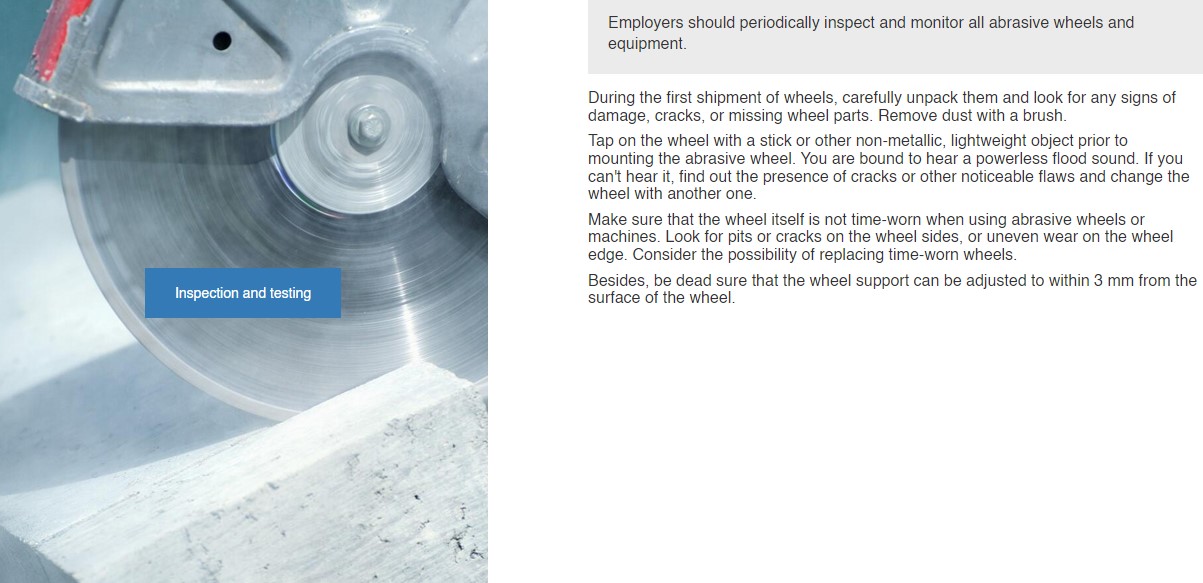 Employers should periodically inspect and monitor all abrasive wheels and
equipment.
During the first shipment of wheels, carefully unpack them and look for any signs of
damage, cracks, or missing wheel parts. Remove dust with a brush.
Tap on the wheel with a stick or other non-metallic, lightweight object prior to
mounting the abrasive wheel. You are bound to hear a powerless flood sound. If you
can't hear it, find out the presence of cracks or other noticeable flaws and change the
wheel with another one.
Make sure that the wheel itself is not time-worn when using abrasive wheels or
machines. Look for pits or cracks on the wheel sides, or uneven wear on the wheel
edge. Consider the possibility of replacing time-worn wheels.
Besides, be dead sure that the wheel support can be adjusted to within 3 mm from the
surface of the wheel.
Inspection and testing